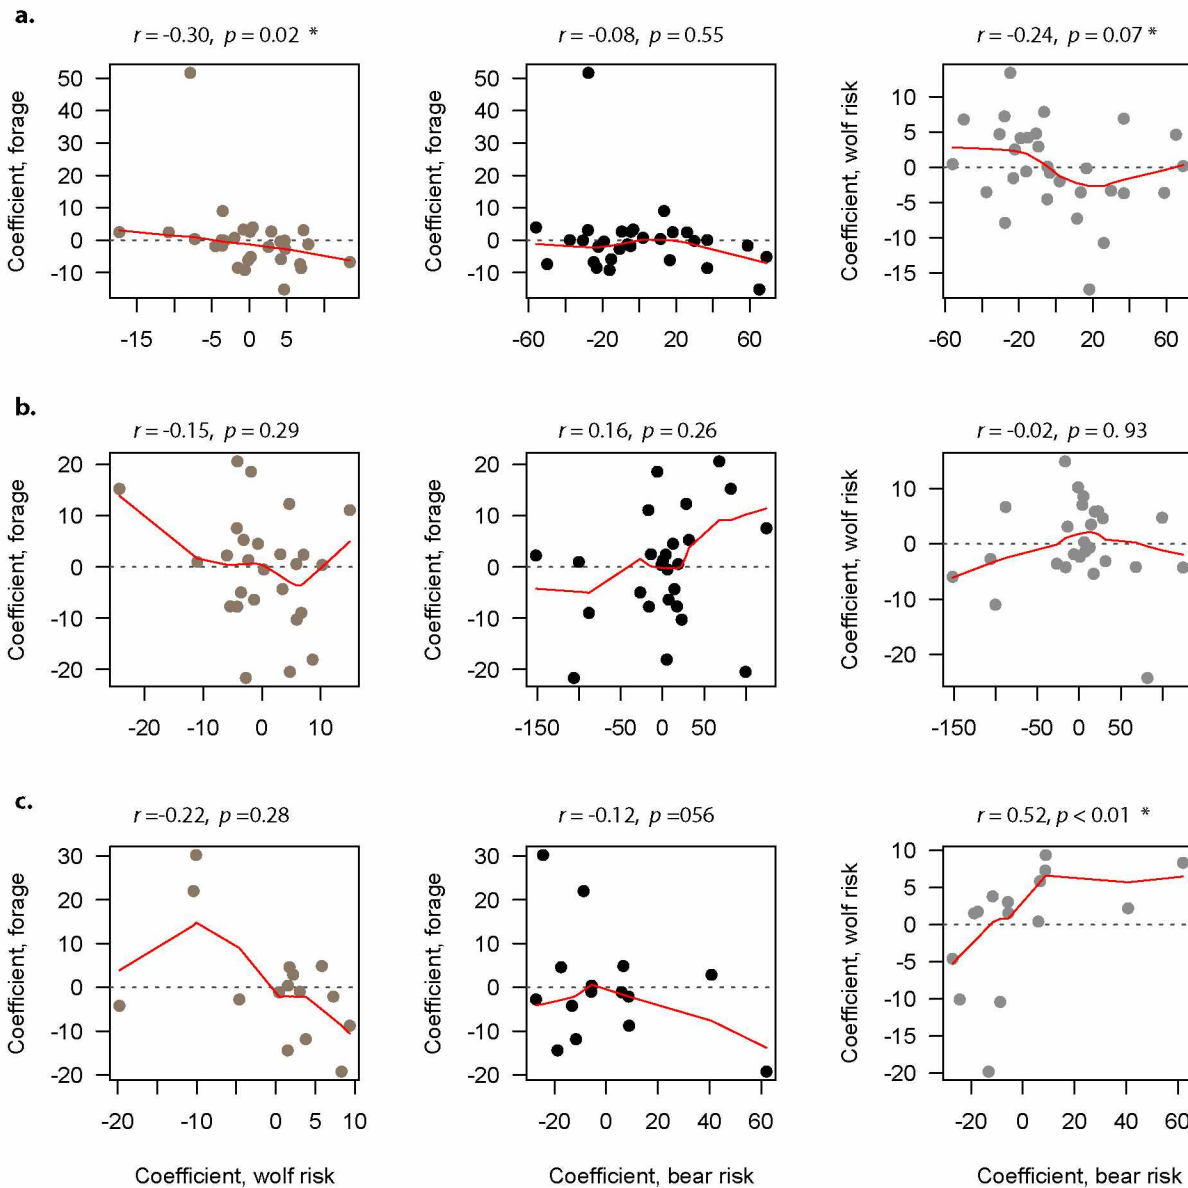 a.
r = -0.30, p = 0.02 *
r = -0.08, p = 0.55
r = -0.24, p = 0.07 *
Coefficient, forage
50
40
30
20
10
0
-10
-15 -5 0 5
Coefficient, forage
50
40
30
20
10
0
-10
-60 -20 20 60
Coefficient, wolf risk
10
5
0
-5
-10
-15
-60 -20 20 60
b.
r = -0.15, p = 0.29
r = 0.16, p = 0.26
r = -0.02, p = 0. 93
Coefficient, forage
20
10
0
-10
-20
-20 -10 0 10
Coefficient, forage
20
10
0
-10
-20
-150 0 50
Coefficient, wolf risk
10
0
-10
-20
-150 0 50
c.
r =-0.22, p =0.28
r = -0.12, p =056
r = 0.52, p < 0.01 *
Coefficient, forage
30
20
10
0
-10
-20
-20 -10 0 5 10
Coefficient, wolf risk
Coefficient, forage
30
20
10
0
-10
-20
-20 0 20 40 60
Coefficient, bear risk
Coefficient, wolf risk
10
5
0
-5
-10
-15
-20
-20 0 20 40 60
Coefficient, bear risk